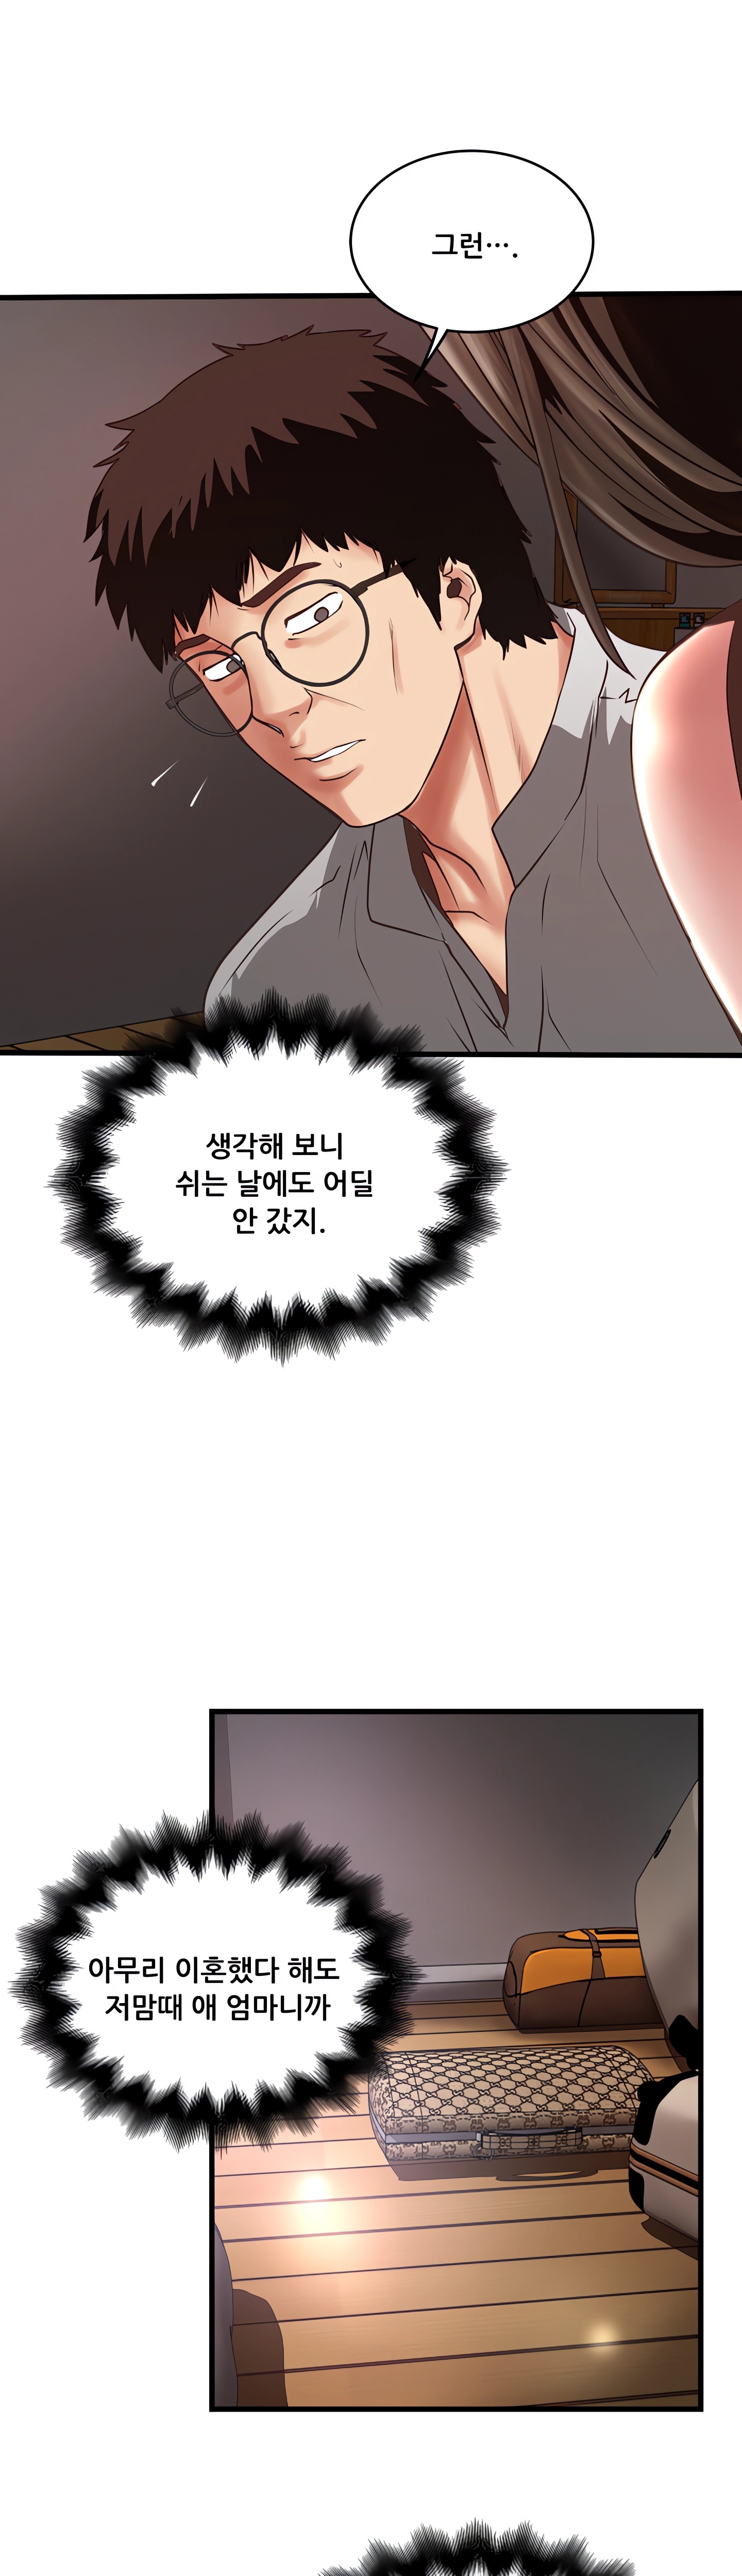 그런….
생각해 보니
쉬는 날에도 어딜
안 갔지.
아무리 이혼했다 해도
저맘때 애 엄마니까